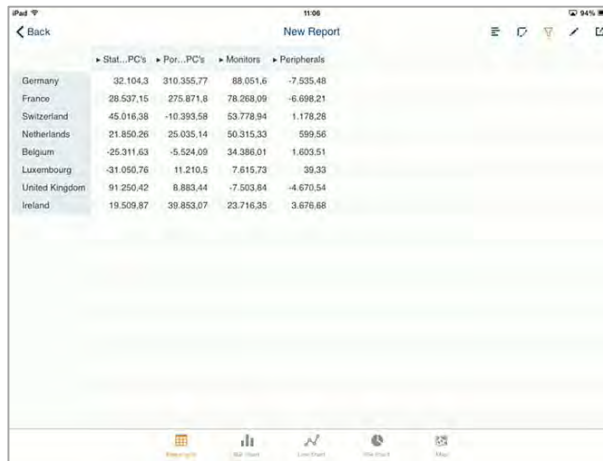 iPad 11:06 94%
Back New Report
▸ Stat...PC's ▸ Por...PC's ▸ Monitors ▸ Peripherals
Germany 32.104,3 310.355,77 88.051,6 -7.535,48
France 28.537,15 275.871,8 78.268,09 -6.698,21
Switzerland 45.016,38 -10.393,58 53.778,94 1.178,28
Netherlands 21.850,26 25.035,14 50.315,33 599,56
Belgium -25.311,63 -5.524,09 34.386,01 1.603,51
Luxembourg -31.050,76 11.210,5 7.615,73 39,33
United Kingdom 91.250,42 8.883,44 -7.503,84 -4.670,54
Ireland 19.509,87 39.853,07 23.716,35 3.676,68
Bar Chart Line Chart Pie Chart Map